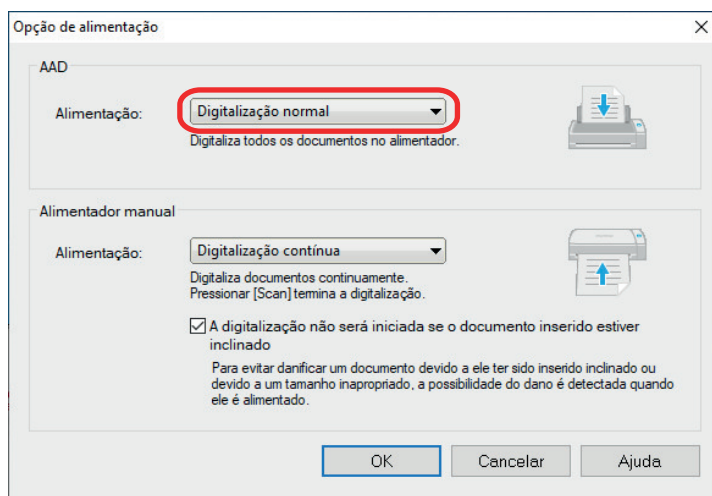 Opção de alimentação
AAD
Alimentação:
Digitalização normal
Digitaliza todos os documentos no alimentador.
Alimentador manual
Alimentação:
Digitalização contínua
Digitaliza documentos continuamente.
Pressionar [Scan] termina a digitalização.
A digitalização não será iniciada se o documento inserido estiver
inclinado
Para evitar danificar um documento devido a ele ter sido inserido inclinado ou
devido a um tamanho inapropriado, a possibilidade do dano é detectada quando
ele é alimentado.
OK
Cancelar
Ajuda